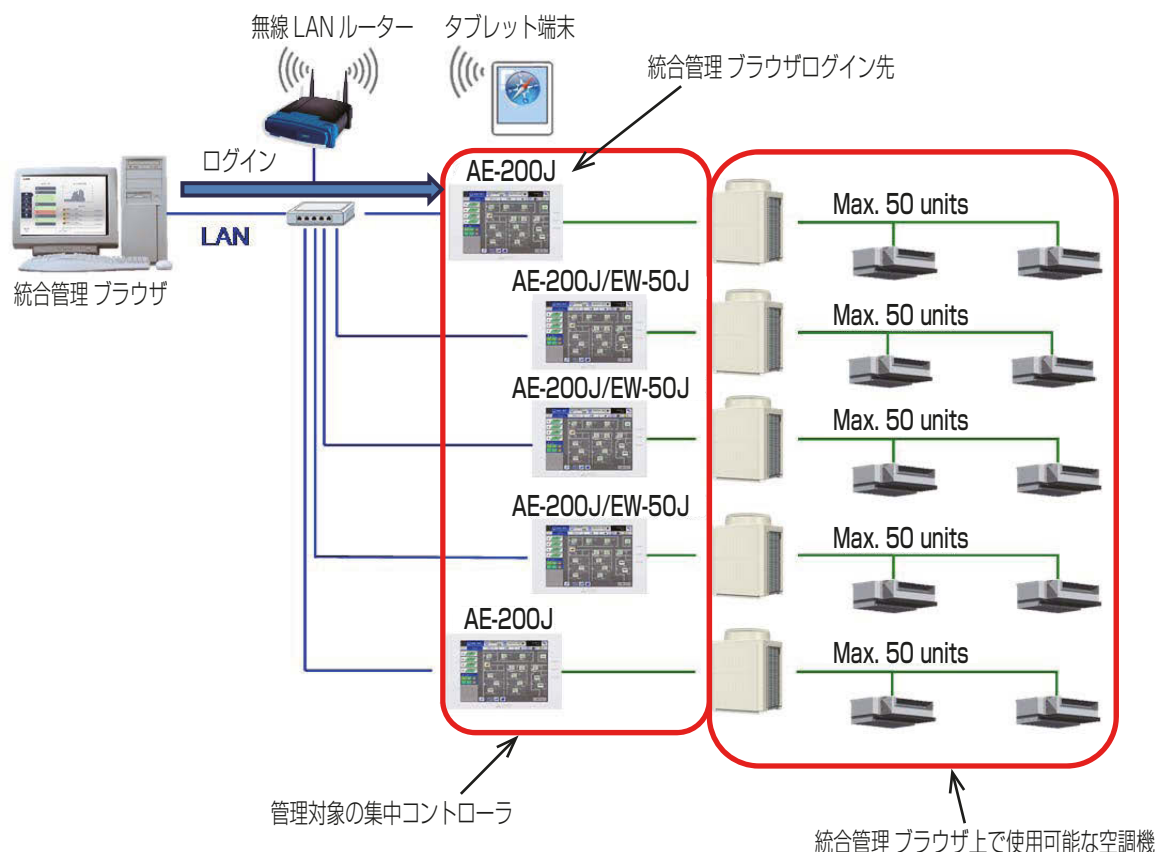 無線 LAN ルーター
タブレット端末
統合管理 ブラウザログイン先
ログイン
AE-200J
Max. 50 units
LAN
統合管理 ブラウザ
AE-200J/EW-50J
Max. 50 units
AE-200J/EW-50J
Max. 50 units
AE-200J/EW-50J
Max. 50 units
AE-200J
Max. 50 units
管理対象の集中コントローラ
統合管理 ブラウザ上で使用可能な空調機